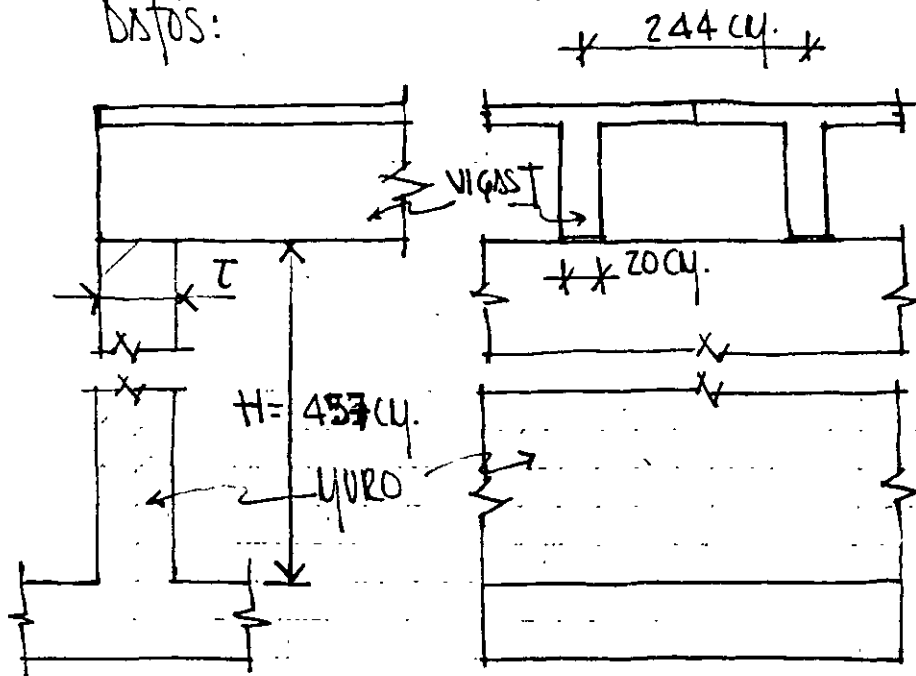 DATOS:
244 CM.
VIGAS T
20 CM.
T
H= 457 CM.
MURO